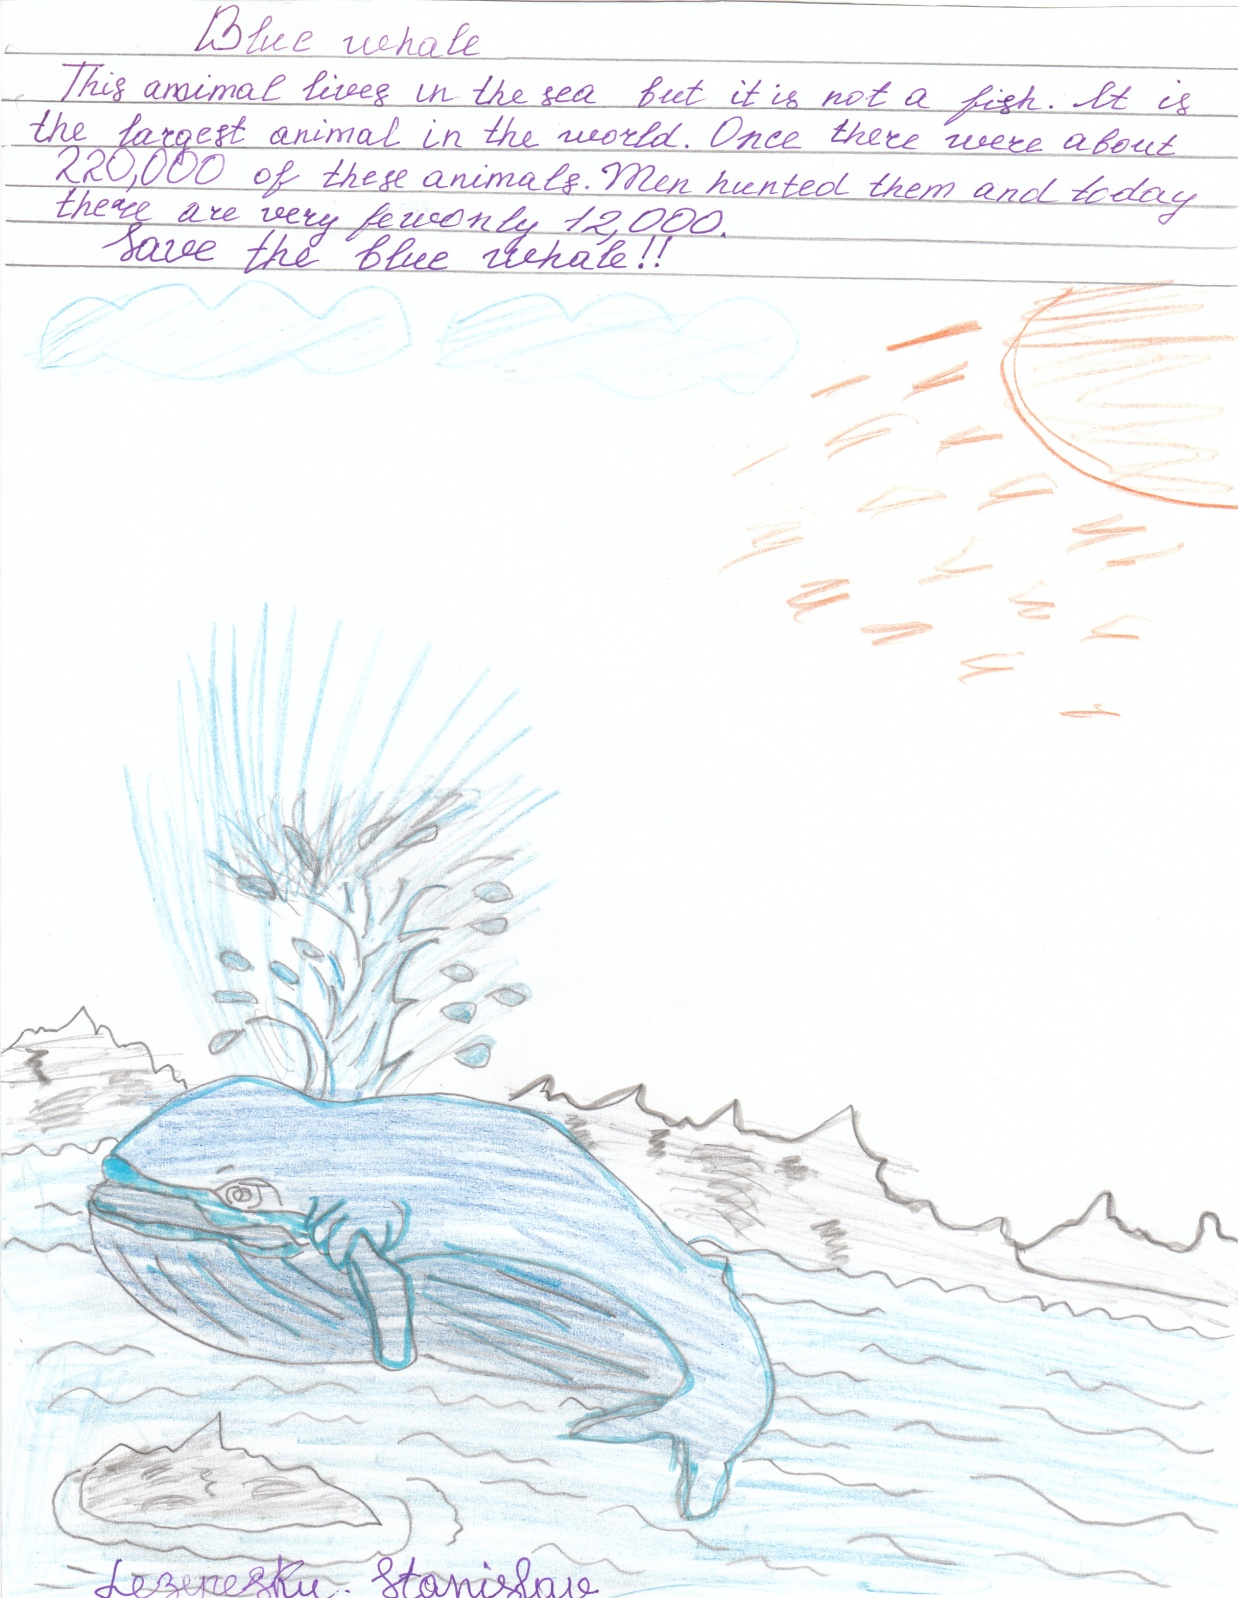 Blue whale
This animal lives in the sea but it is not a fish. It is
the largest animal in the world. Once there were about
220,000 of these animals. Men hunted them and today
there are very few only 12,000.
Save the blue whale!!
Stanislav